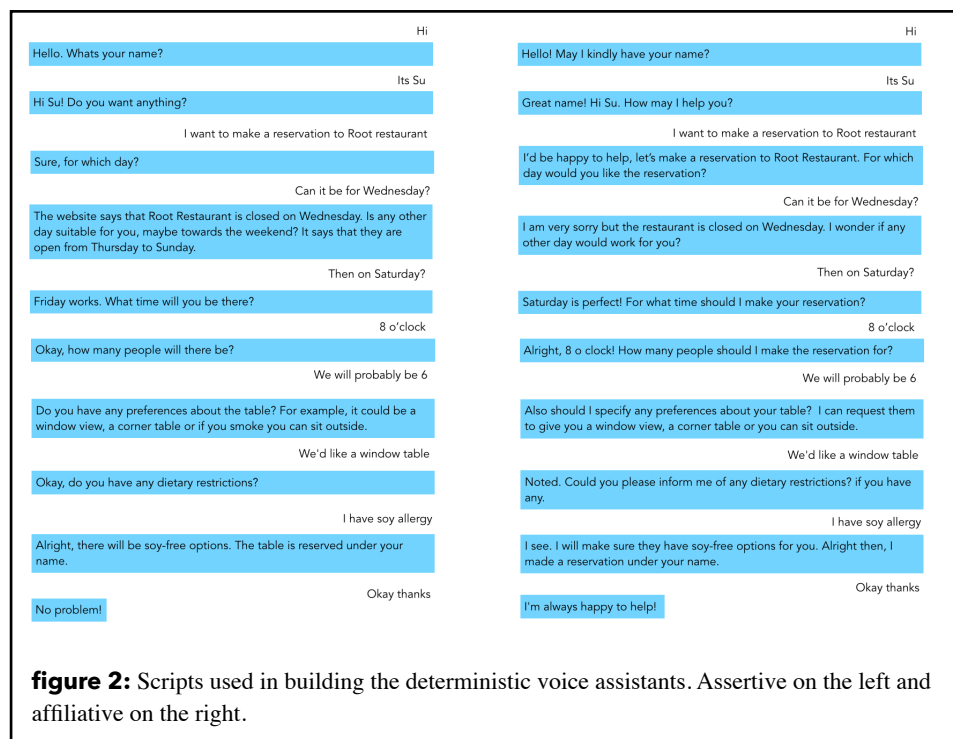 Hi
Hello. Whats your name?
Its Su
Hi Su! Do you want anything?
I want to make a reservation to Root restaurant
Sure, for which day?
Can it be for Wednesday?
The website says that Root Restaurant is closed on Wednesday. Is any other
day suitable for you, maybe towards the weekend? It says that they are
open from Thursday to Sunday.
Then on Saturday?
Friday works. What time will you be there?
8 o’clock
Okay, how many people will there be?
We will probably be 6
Do you have any preferences about the table? For example, it could be a
window view, a corner table or if you smoke you can sit outside.
We'd like a window table
Okay, do you have any dietary restrictions?
I have soy allergy
Alright, there will be soy-free options. The table is reserved under your
name.
Okay thanks
No problem!
Hi
Hello! May I kindly have your name?
Its Su
Great name! Hi Su. How may I help you?
I want to make a reservation to Root restaurant
I’d be happy to help, let’s make a reservation to Root Restaurant. For which
day would you like the reservation?
Can it be for Wednesday?
I am very sorry but the restaurant is closed on Wednesday. I wonder if any
other day would work for you?
Then on Saturday?
Saturday is perfect! For what time should I make your reservation?
8 o’clock
Alright, 8 o clock! How many people should I make the reservation for?
We will probably be 6
Also should I specify any preferences about your table? I can request them
to give you a window view, a corner table or you can sit outside.
We'd like a window table
Noted. Could you please inform me of any dietary restrictions? if you have
any.
I have soy allergy
I see. I will make sure they have soy-free options for you. Alright then, I
made a reservation under your name.
Okay thanks
I'm always happy to help!
figure 2: Scripts used in building the deterministic voice assistants. Assertive on the left and
affiliative on the right.